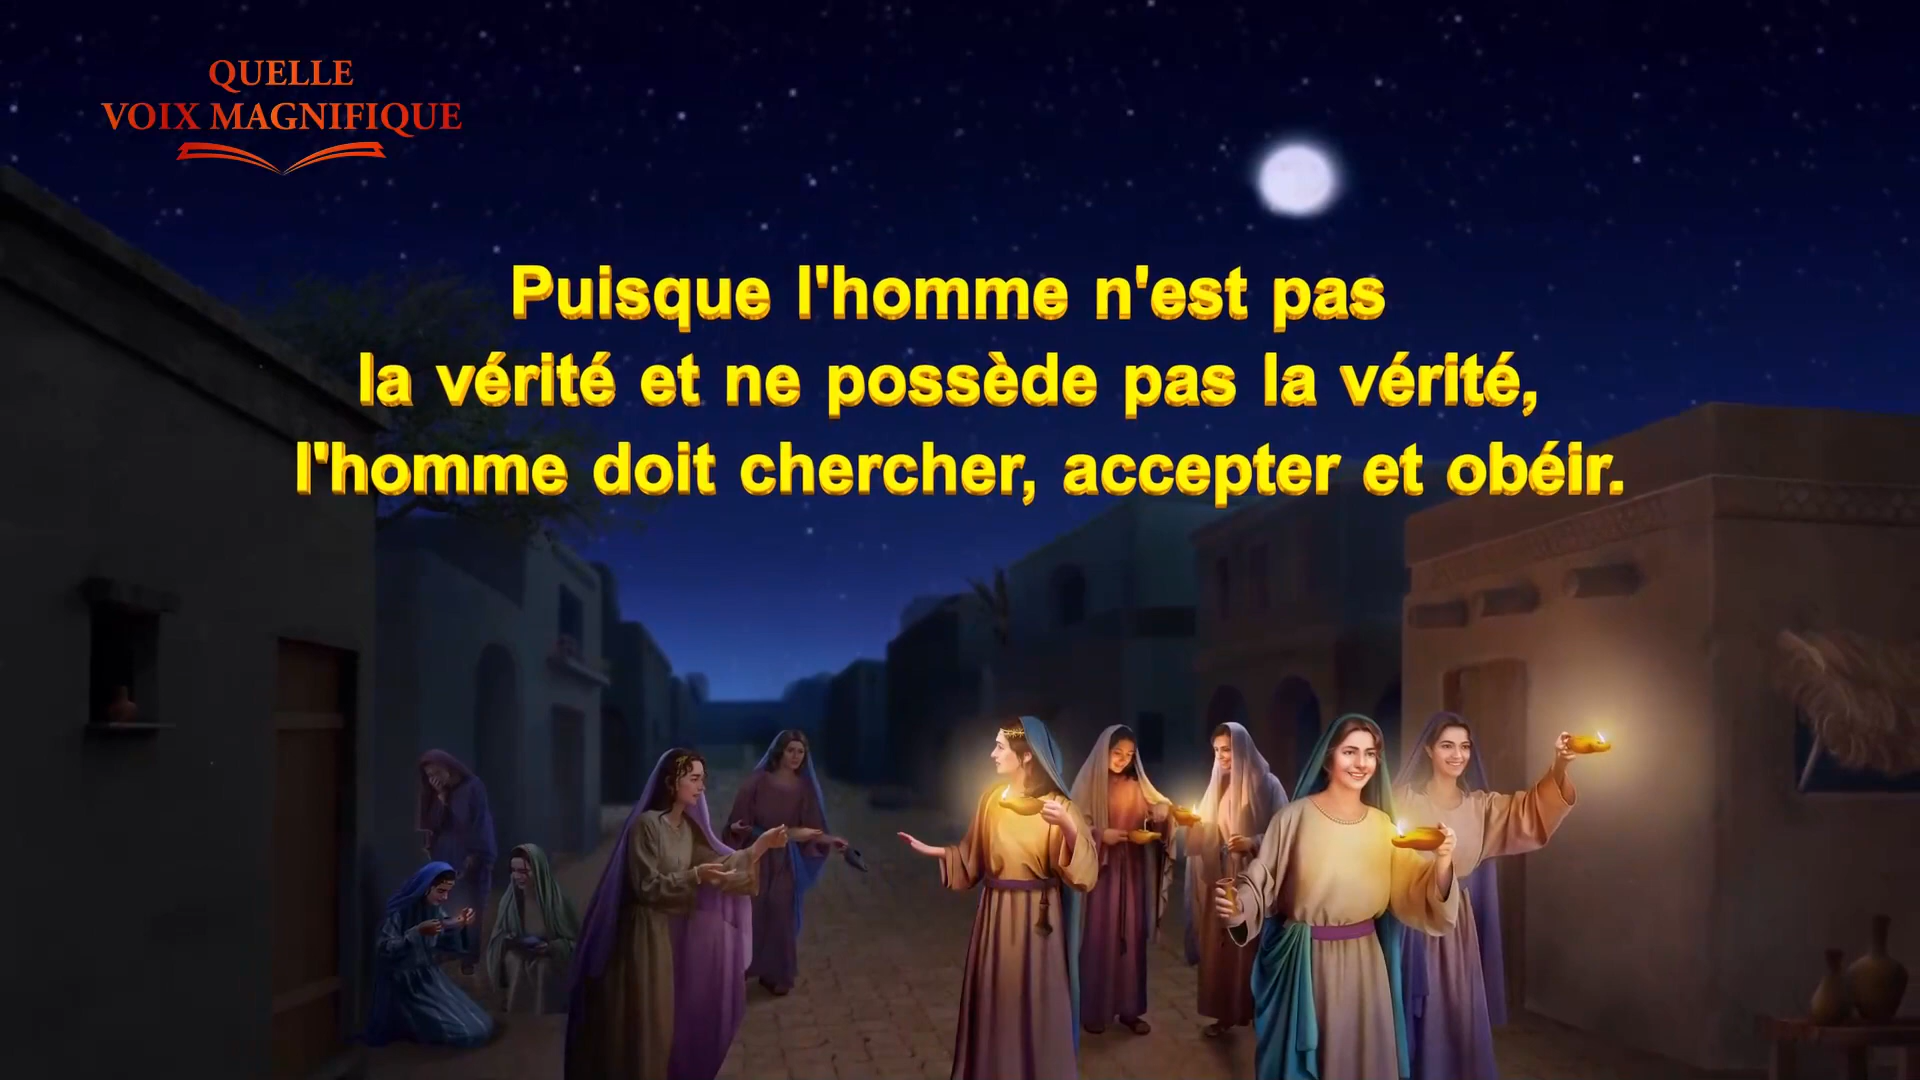 QUELLE
VOIX MAGNIFIQUE
Puisque l'homme n'est pas
la vérité et ne possède pas la vérité,
l'homme doit chercher, accepter et obéir.